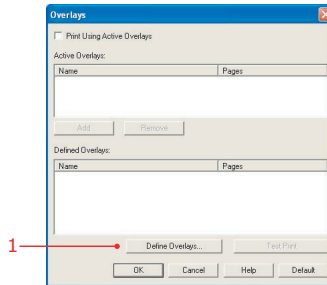 Overlays
Print Using Active Overlays
Active Overlays:
Name Pages
Add Remove
Defined Overlays:
Name Pages
1 Define Overlays... Test Print
OK Cancel Help Default